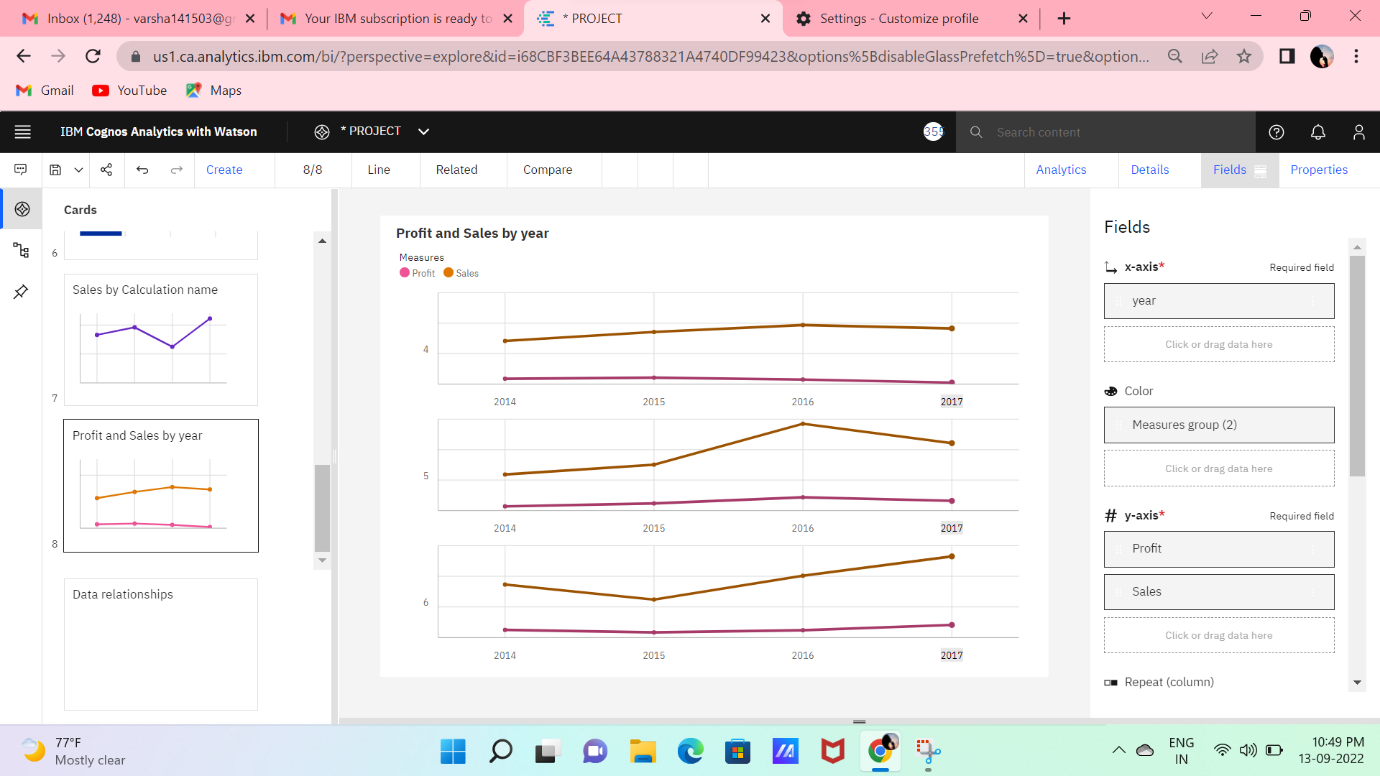 Inbox (1,248) - varsha141503@g
Your IBM subscription is ready to
* PROJECT
Settings - Customize profile
us1.ca.analytics.ibm.com/bi/?perspective=explore&id=i68CBF3BEE64A43788321A4740DF99423&options%5BdisableGlassPrefetch%5D=true&option...
Gmail
YouTube
Maps
IBM Cognos Analytics with Watson
* PROJECT
Search content
Create
8/8
Line
Related
Compare
Analytics
Details
Fields
Properties
Cards
6
Sales by Calculation name
7
Profit and Sales by year
8
Data relationships
Profit and Sales by year
Measures
Profit
Sales
4
2014
2015
2016
2017
5
2014
2015
2016
2017
6
2014
2015
2016
2017
Fields
x-axis*
Required field
year
Click or drag data here
Color
Measures group (2)
Click or drag data here
# y-axis*
Required field
Profit
Sales
Click or drag data here
Repeat (column)
77°F
Mostly clear
ENG
IN
10:49 PM
13-09-2022